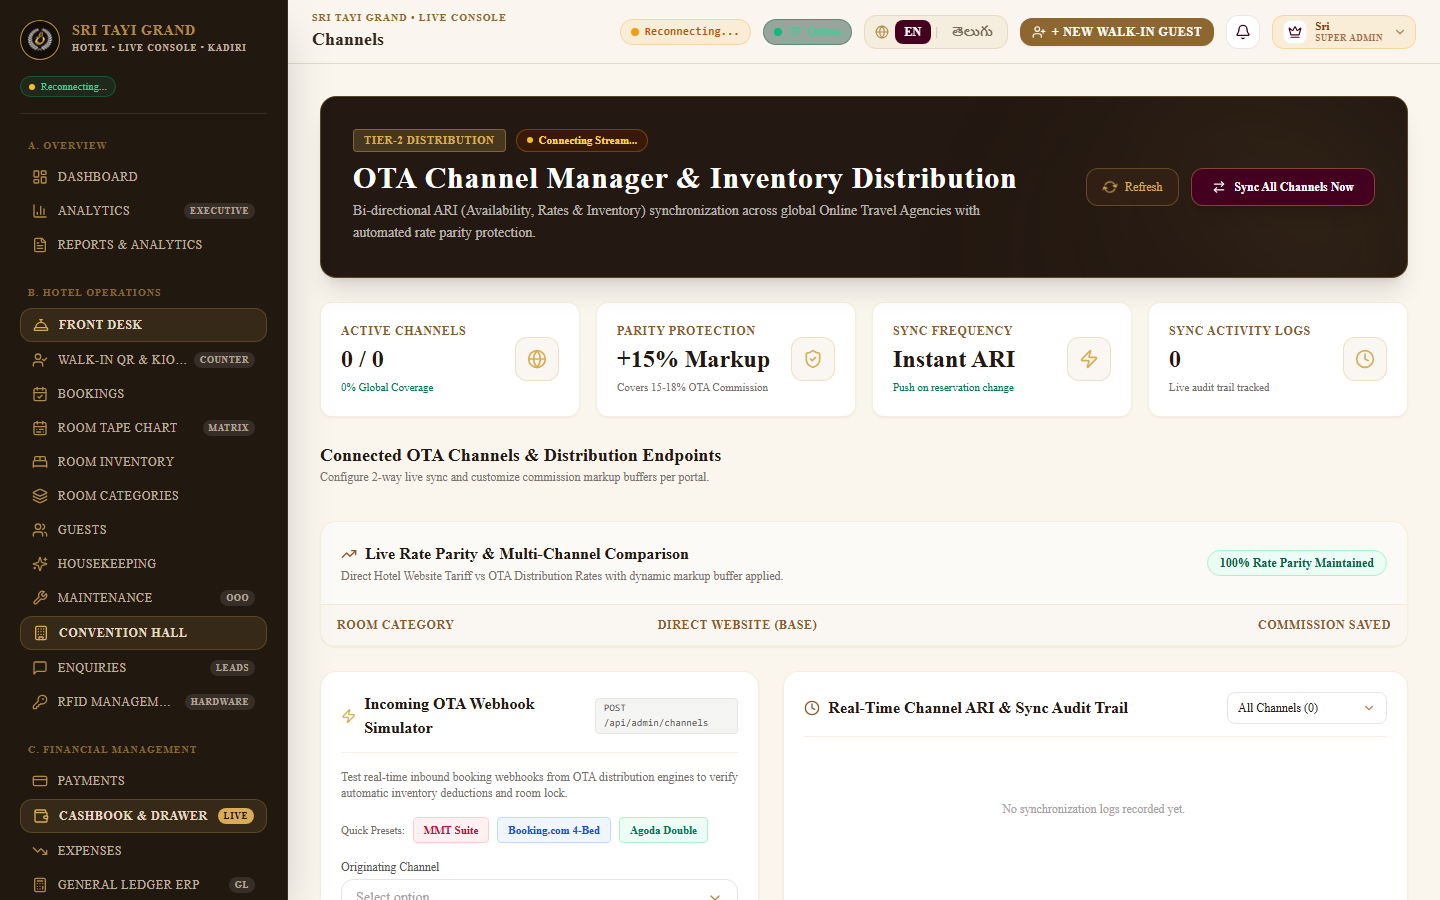 SRI TAYI GRAND
HOTEL • LIVE CONSOLE • KADIRI
Reconnecting...
A. OVERVIEW
DASHBOARD
ANALYTICS
EXECUTIVE
REPORTS & ANALYTICS
B. HOTEL OPERATIONS
FRONT DESK
WALK-IN QR & KIO...
COUNTER
BOOKINGS
ROOM TAPE CHART
MATRIX
ROOM INVENTORY
ROOM CATEGORIES
GUESTS
HOUSEKEEPING
MAINTENANCE
OOO
CONVENTION HALL
ENQUIRIES
LEADS
RFID MANAGEM...
HARDWARE
C. FINANCIAL MANAGEMENT
PAYMENTS
CASHBOOK & DRAWER
LIVE
EXPENSES
GENERAL LEDGER ERP
GL
SRI TAYI GRAND • LIVE CONSOLE
Channels
Reconnecting...
EN
తెలుగు
+ NEW WALK-IN GUEST
Sri
SUPER ADMIN
TIER-2 DISTRIBUTION
Connecting Stream...
OTA Channel Manager & Inventory Distribution
Bi-directional ARI (Availability, Rates & Inventory) synchronization across global Online Travel Agencies with
automated rate parity protection.
Refresh
Sync All Channels Now
ACTIVE CHANNELS
0 / 0
0% Global Coverage
PARITY PROTECTION
+15% Markup
Covers 15-18% OTA Commission
SYNC FREQUENCY
Instant ARI
Push on reservation change
SYNC ACTIVITY LOGS
0
Live audit trail tracked
Connected OTA Channels & Distribution Endpoints
Configure 2-way live sync and customize commission markup buffers per portal.
Live Rate Parity & Multi-Channel Comparison
Direct Hotel Website Tariff vs OTA Distribution Rates with dynamic markup buffer applied.
100% Rate Parity Maintained
ROOM CATEGORY
DIRECT WEBSITE (BASE)
COMMISSION SAVED
Incoming OTA Webhook
Simulator
POST
/api/admin/channels
Test real-time inbound booking webhooks from OTA distribution engines to verify
automatic inventory deductions and room lock.
Quick Presets:
MMT Suite
Booking.com 4-Bed
Agoda Double
Originating Channel
Select option
Real-Time Channel ARI & Sync Audit Trail
All Channels (0)
No synchronization logs recorded yet.